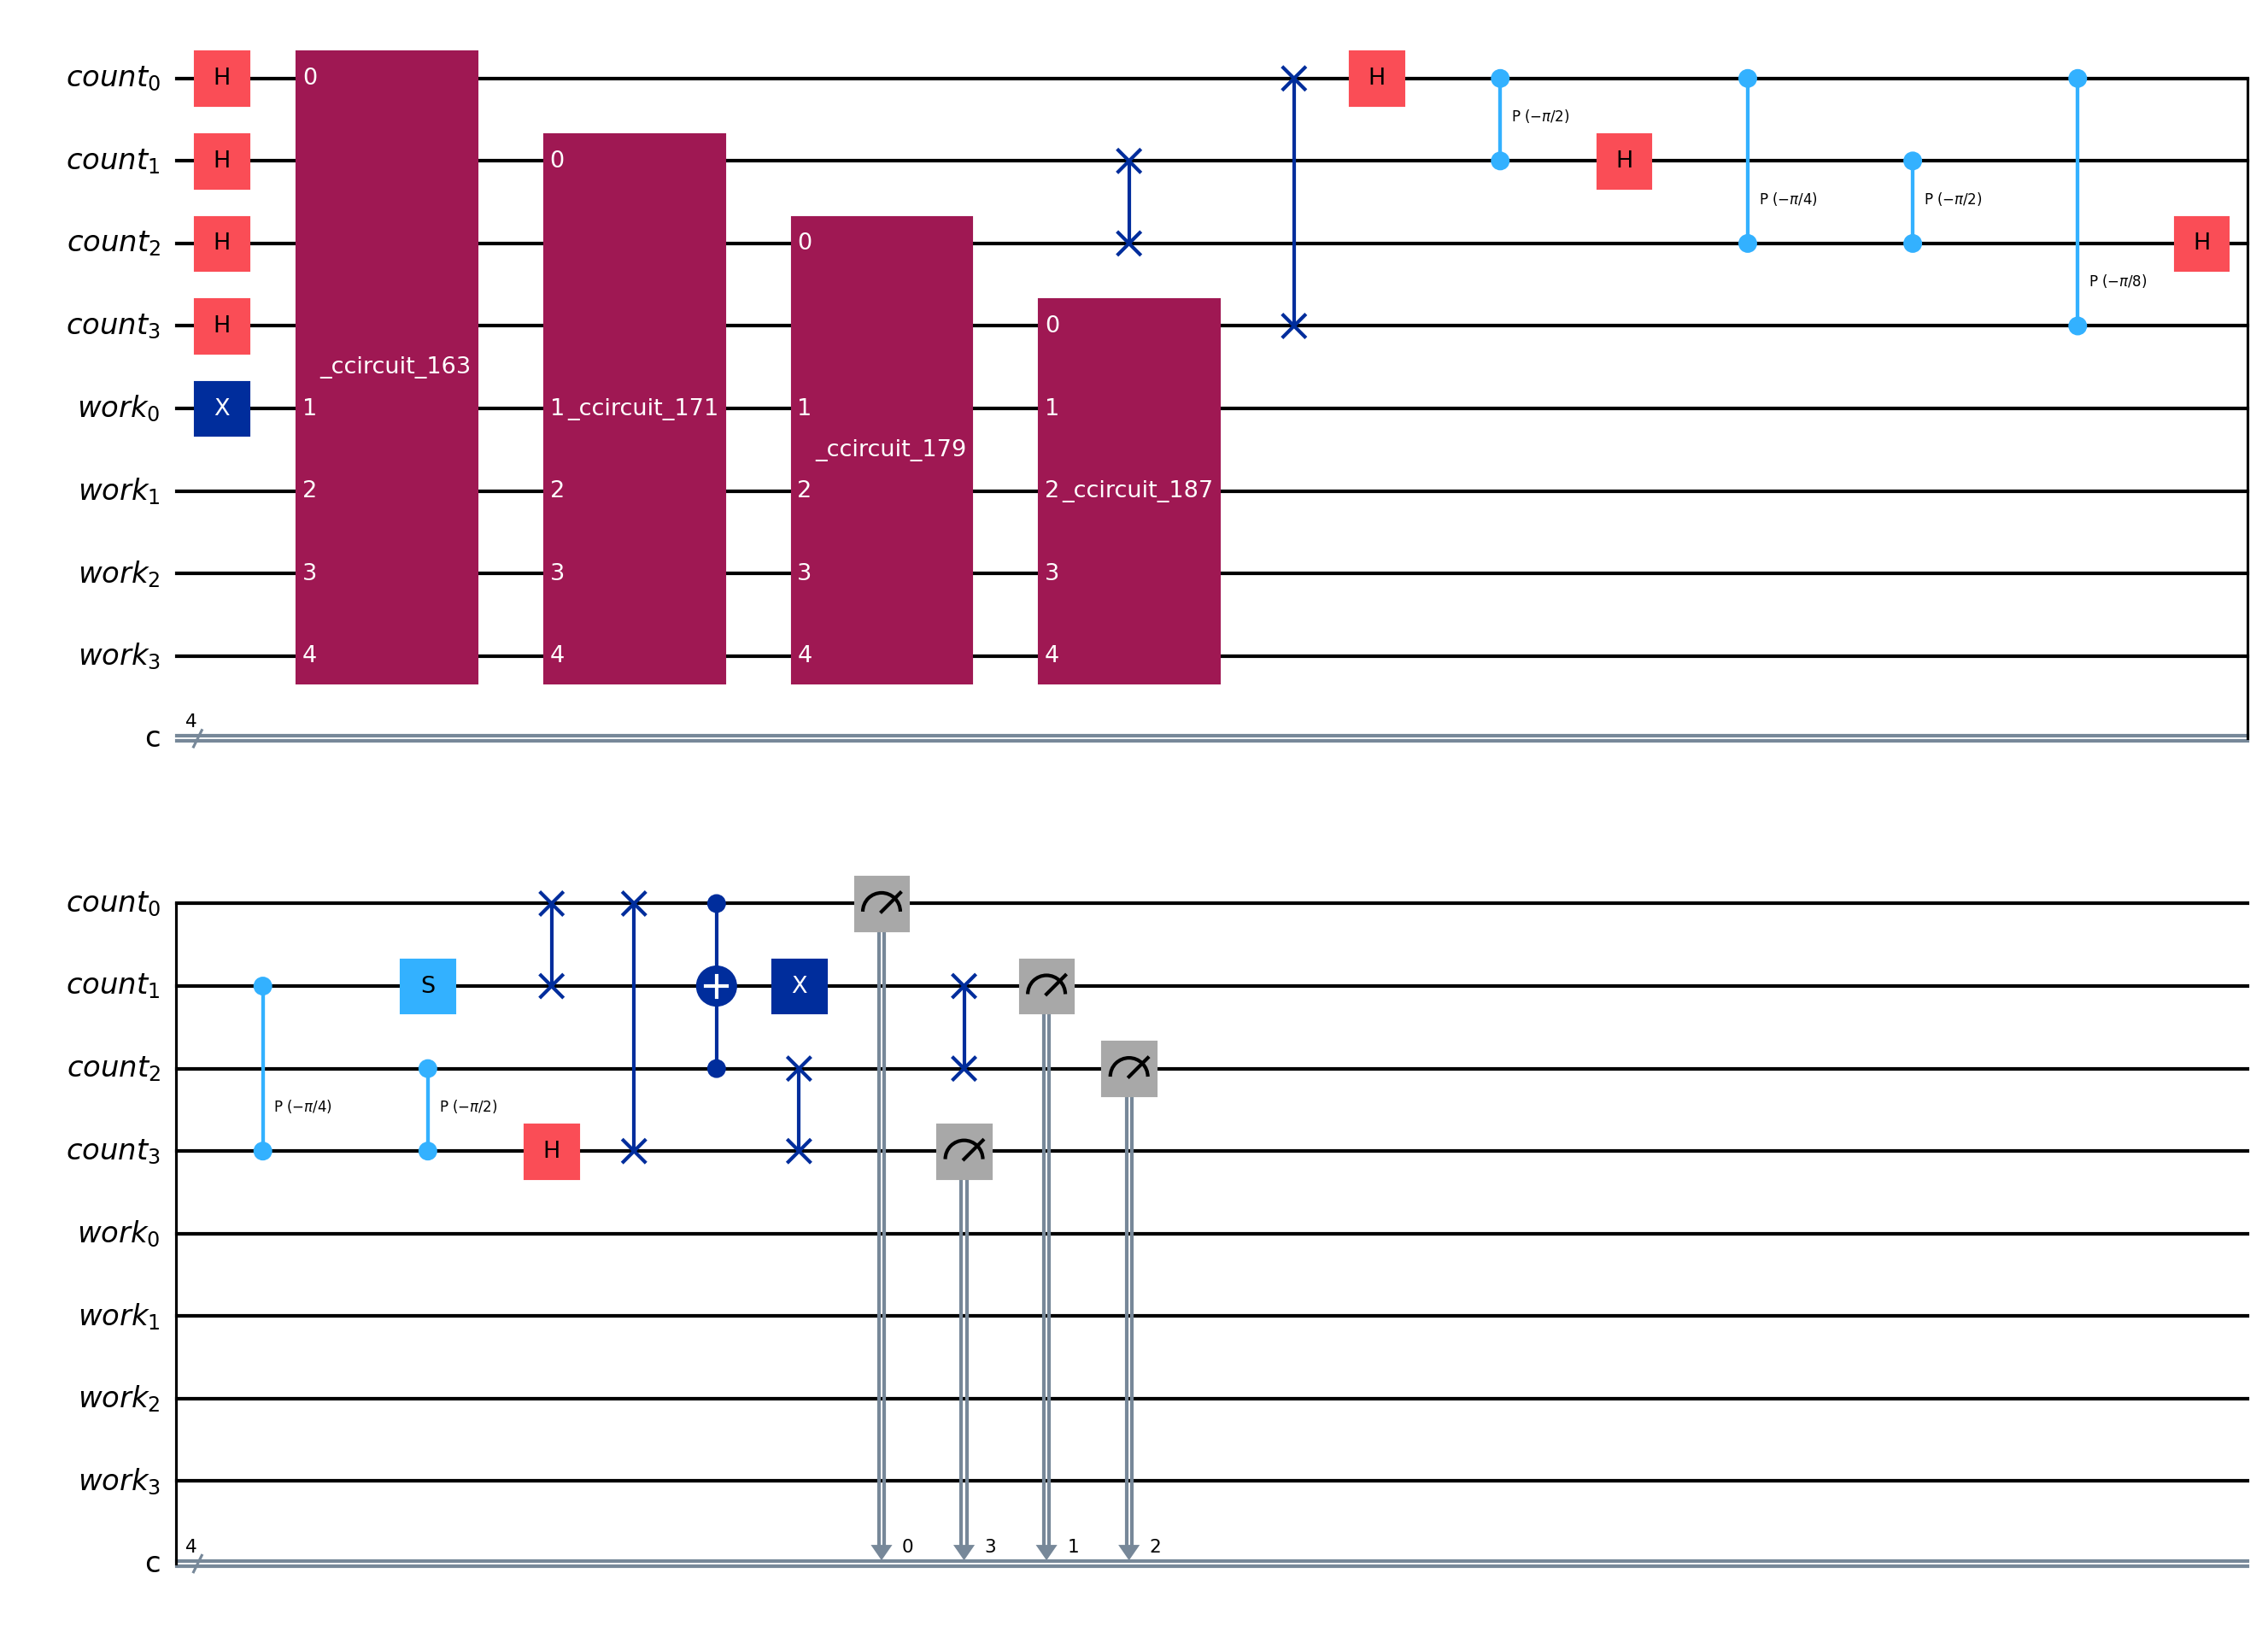 count0 H 0 H
P (−π/2)
count1 H 0 H
P (−π/4) P (−π/2)
count2 H 0 H
P (−π/8)
count3 H 0
_ccircuit_163
work0 X 1 1 _ccircuit_171 1 1
_ccircuit_179
work1 2 2 2 2 _ccircuit_187
work2 3 3 3 3
work3 4 4 4 4
4
c
count0
count1 S X
count2
P (−π/4) P (−π/2)
count3 H
work0
work1
work2
work3
4 0 3 1 2
c